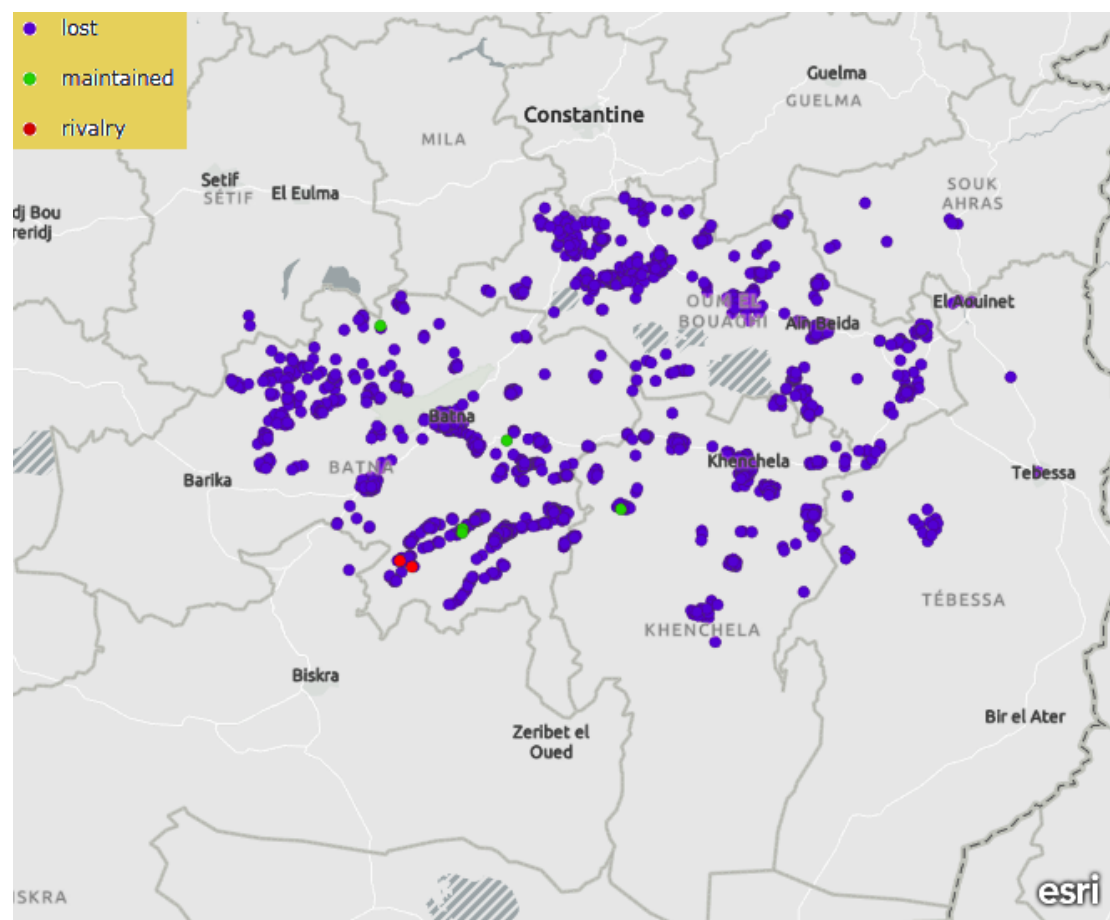 lost
maintained
rivalry
Guelma
GUELMA
Constantine
MILA
Setif
SÉTIF
El Eulma
SOUK
AHRAS
dj Bou
reridj
El Aouinet
OUM EL
BOUAGHI
Aïn Beida
Batna
BATNA
Khenchela
Barika
Tebessa
TÉBESSA
KHENCHELA
Biskra
Zeribet el
Oued
Bir el Ater
ISKRA
esri